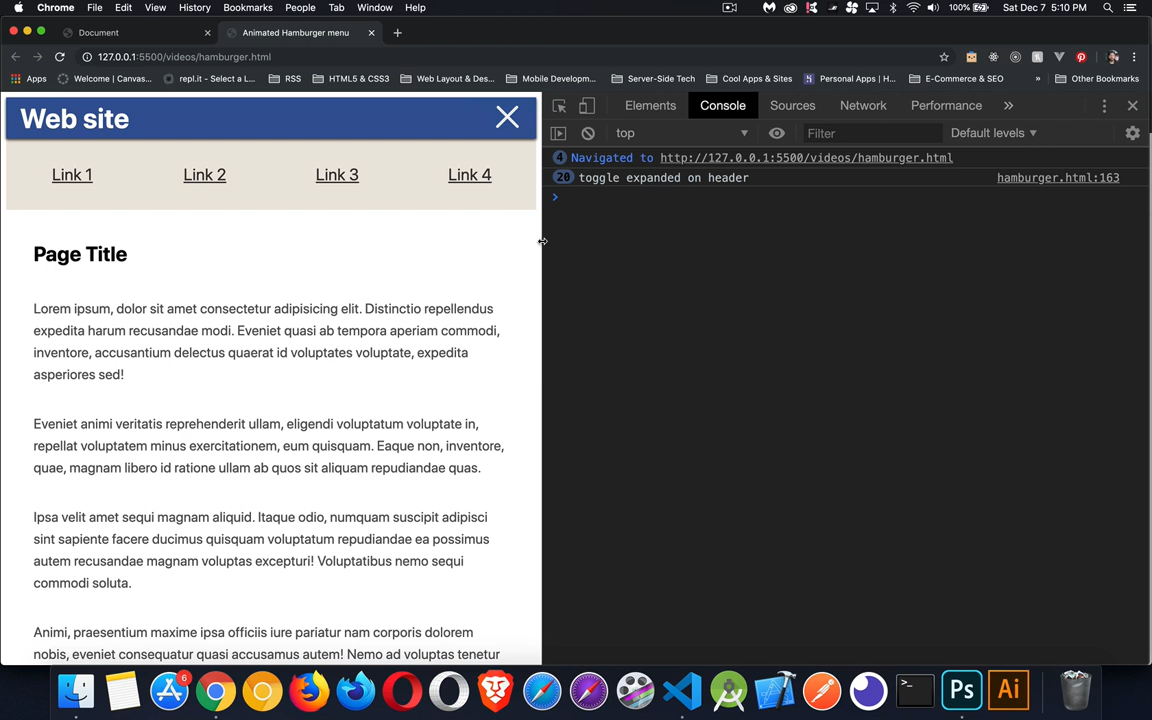 Chrome File Edit View History Bookmarks People Tab Window Help 100% Sat Dec 7 5:10 PM
Document Animated Hamburger menu
127.0.0.1:5500/videos/hamburger.html
Apps Welcome | Canvas... repl.it - Select a L... RSS HTML5 & CSS3 Web Layout & Des... Mobile Developm... Server-Side Tech Cool Apps & Sites Personal Apps | H... E-Commerce & SEO » Other Bookmarks
Web site
Link 1 Link 2 Link 3 Link 4
Page Title
Lorem ipsum, dolor sit amet consectetur adipisicing elit. Distinctio repellendus
expedita harum recusandae modi. Eveniet quasi ab tempora aperiam commodi,
inventore, accusantium delectus quaerat id voluptates voluptate, expedita
asperiores sed!
Eveniet animi veritatis reprehenderit ullam, eligendi voluptatum voluptate in,
repellat voluptatem minus exercitationem, eum quisquam. Eaque non, inventore,
quae, magnam libero id ratione ullam ab quos sit aliquam repudiandae quas.
Ipsa velit amet sequi magnam aliquid. Itaque odio, numquam suscipit adipisci
sint sapiente facere ducimus quisquam voluptatum repudiandae ea possimus
autem recusandae magnam voluptas excepturi! Voluptatibus nemo sequi
commodi soluta.
Animi, praesentium maxime ipsa officiis iure pariatur nam corporis dolorem
nobis, eveniet consequatur quasi accusamus autem! Nemo ad voluptas tenetur
Elements Console Sources Network Performance »
top Filter Default levels
4 Navigated to http://127.0.0.1:5500/videos/hamburger.html
20 toggle expanded on header hamburger.html:163
>
6
>_
Ps
Ai